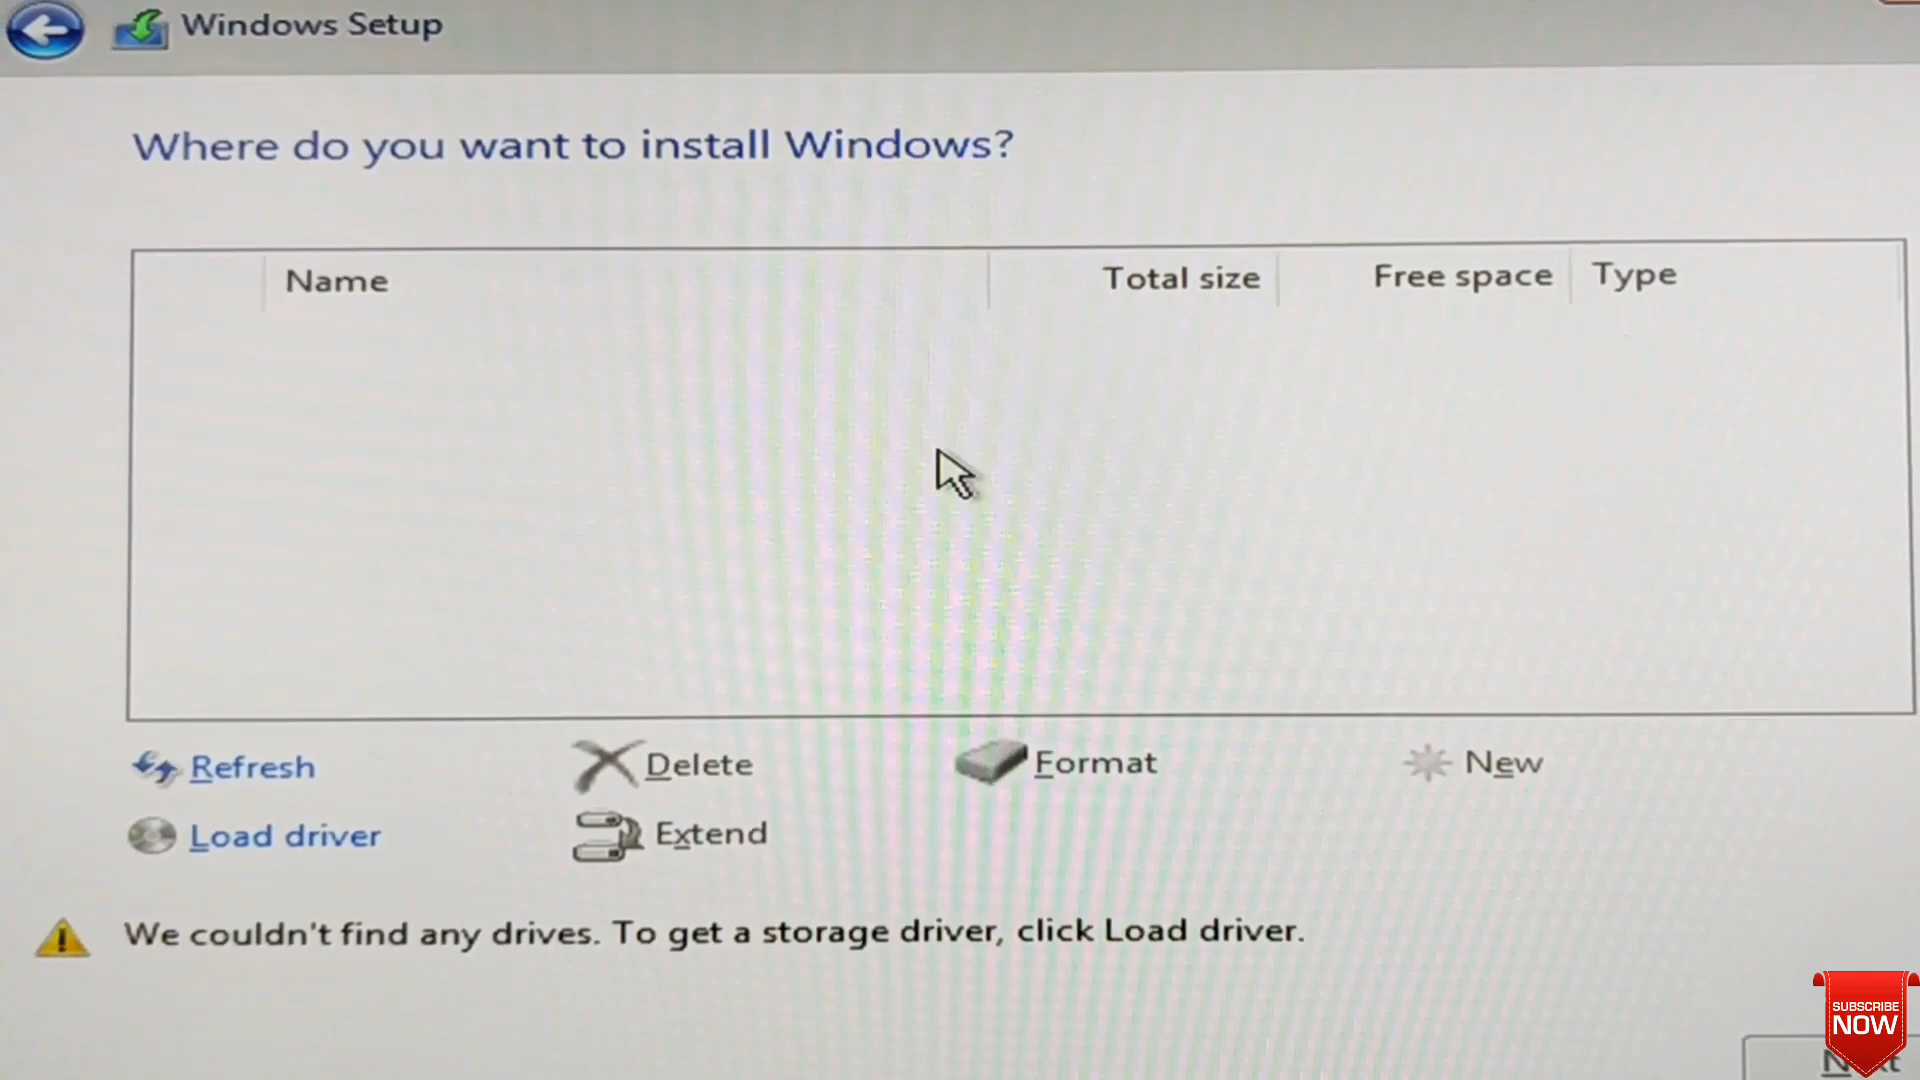 Windows Setup
Where do you want to install Windows?
Name Total size Free space Type
Refresh Delete Format New
Load driver Extend
We couldn't find any drives. To get a storage driver, click Load driver.
SUBSCRIBE
NOW